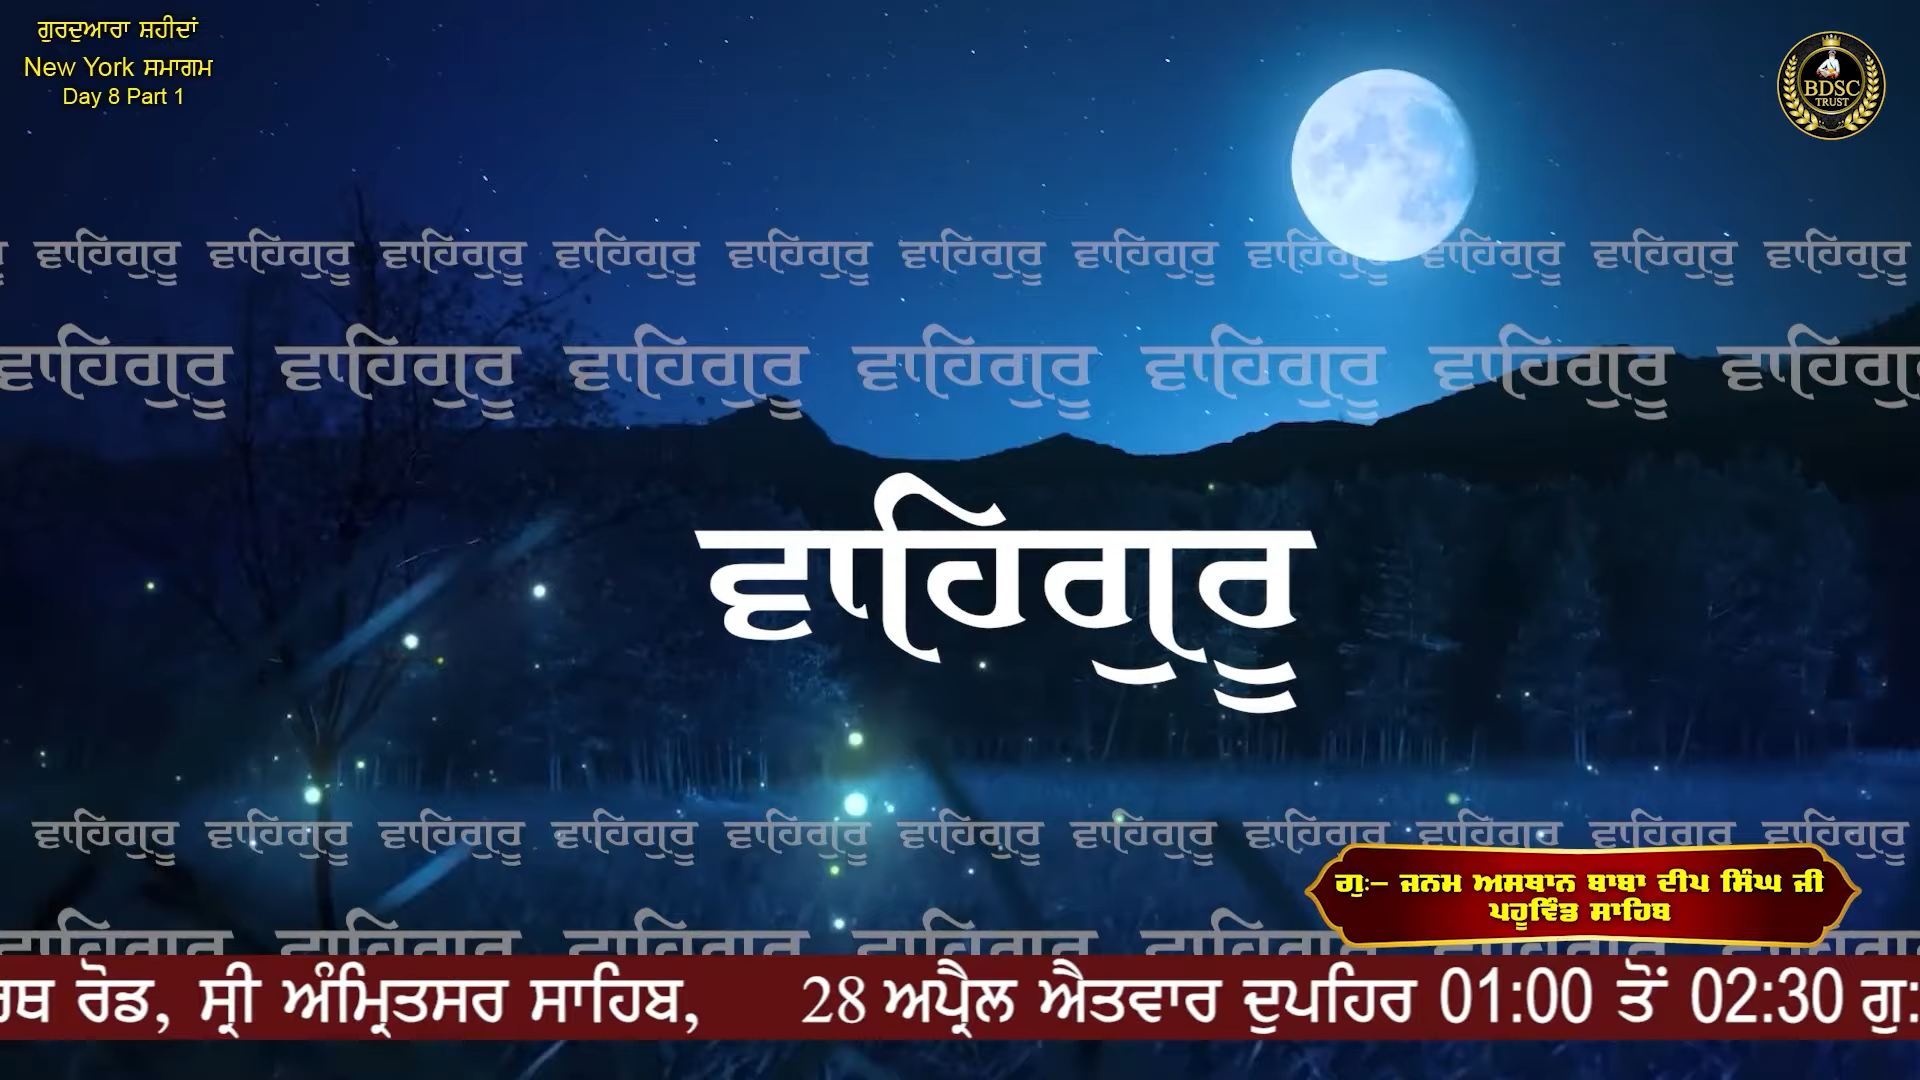 ਗੁਰਦੁਆਰਾ ਸ਼ਹੀਦਾਂ
New York ਸਮਾਗਮ
Day 8 Part 1
BDSC
TRUST
ਵਾਹਿਗੁਰੂ ਵਾਹਿਗੁਰੂ ਵਾਹਿਗੁਰੂ ਵਾਹਿਗੁਰੂ ਵਾਹਿਗੁਰੂ ਵਾਹਿਗੁਰੂ ਵਾਹਿਗੁਰੂ ਵਾਹਿਗੁਰੂ ਵਾਹਿਗੁਰੂ ਵਾਹਿਗੁਰੂ ਵਾਹਿਗੁਰੂ
ਵਾਹਿਗੁਰੂ ਵਾਹਿਗੁਰੂ ਵਾਹਿਗੁਰੂ ਵਾਹਿਗੁਰੂ ਵਾਹਿਗੁਰੂ ਵਾਹਿਗੁਰੂ ਵਾਹਿਗੁ
ਵਾਹਿਗੁਰੂ
ਵਾਹਿਗੁਰੂ ਵਾਹਿਗੁਰੂ ਵਾਹਿਗੁਰੂ ਵਾਹਿਗੁਰੂ ਵਾਹਿਗੁਰੂ ਵਾਹਿਗੁਰੂ ਵਾਹਿਗੁਰੂ ਵਾਹਿਗੁਰੂ ਵਾਹਿਗੁਰੂ ਵਾਹਿਗੁਰੂ ਵਾਹਿਗੁਰੂ
ਗੁ:- ਜਨਮ ਅਸਥਾਨ ਬਾਬਾ ਦੀਪ ਸਿੰਘ ਜੀ
ਪਹੂਵਿੰਡ ਸਾਹਿਬ
ਰੋਡ, ਸ੍ਰੀ ਅੰਮ੍ਰਿਤਸਰ ਸਾਹਿਬ, 28 ਅਪ੍ਰੈਲ ਐਤਵਾਰ ਦੁਪਹਿਰ 01:00 ਤੋਂ 02:30 ਗੁ: